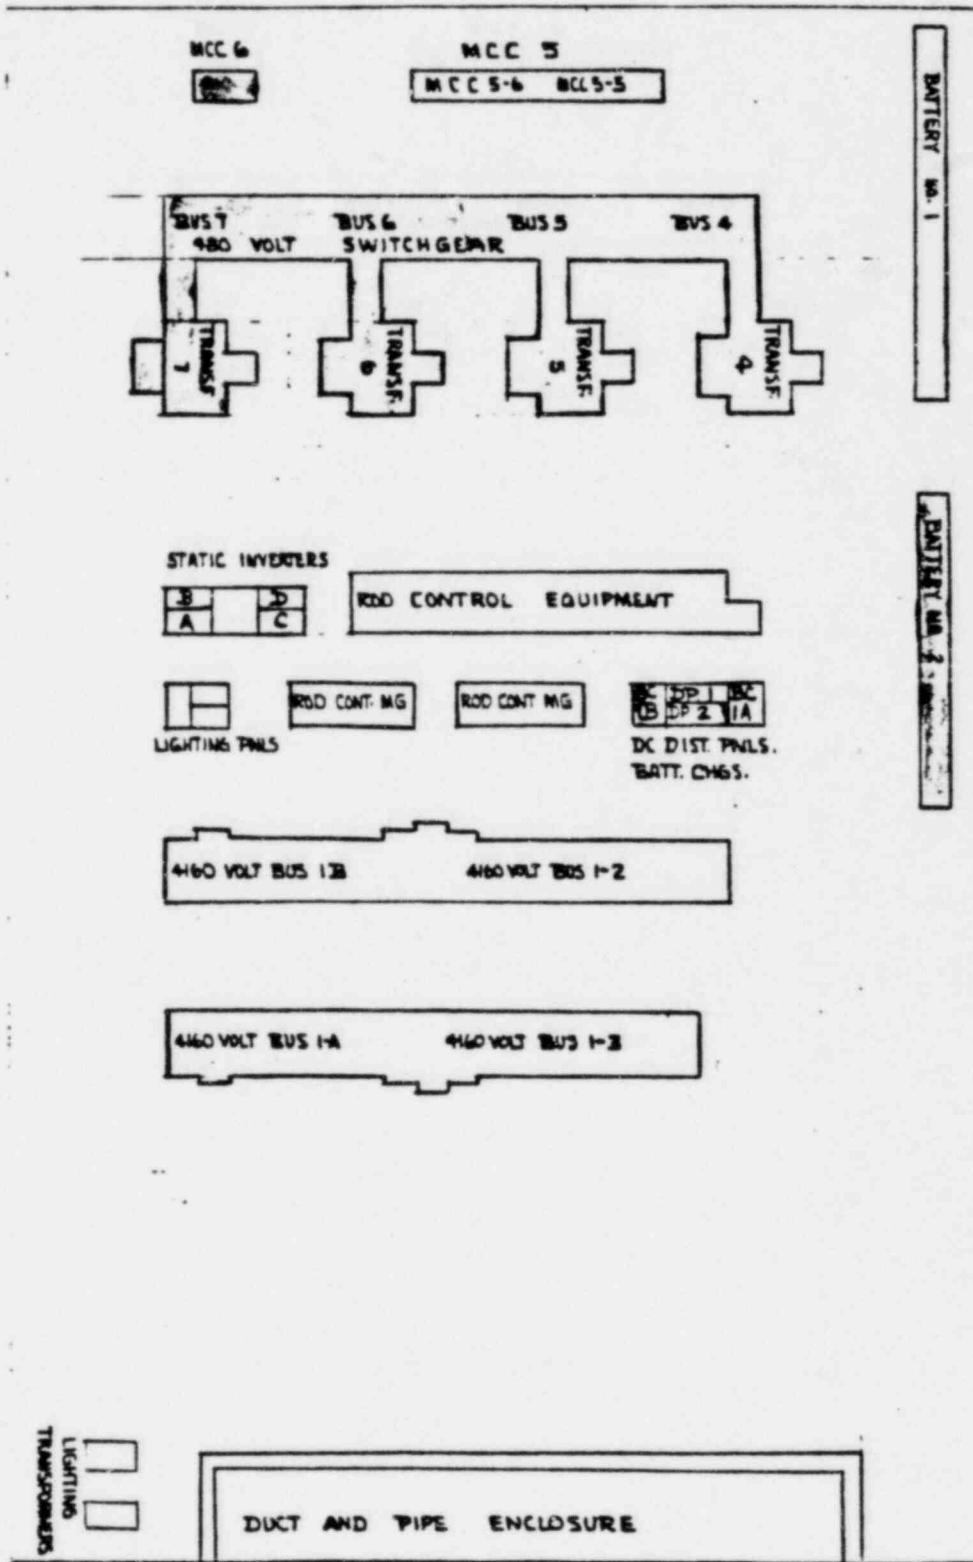 MCC 6
MCC 5
MCC 5-6 MCC 5-5
BATTERY NO. 1
BUS 7 BUS 6 BUS 5 BUS 4
480 VOLT SWITCHGEAR
TRANSF. 7
TRANSF. 6
TRANSF. 5
TRANSF. 4
BATTERY NO. 2
STATIC INVERTERS
B D
A C
ROD CONTROL EQUIPMENT
ROD CONT. MG
ROD CONT MG
BC DP 1 BC
1B DP 2 1A
LIGHTING PNLS
DC DIST. PNLS.
BATT. CHGS.
4160 VOLT BUS 1B 4160 VOLT BUS 1-2
4160 VOLT BUS 1-A 4160 VOLT BUS 1-3
LIGHTING
TRANSFORMERS
DUCT AND PIPE ENCLOSURE